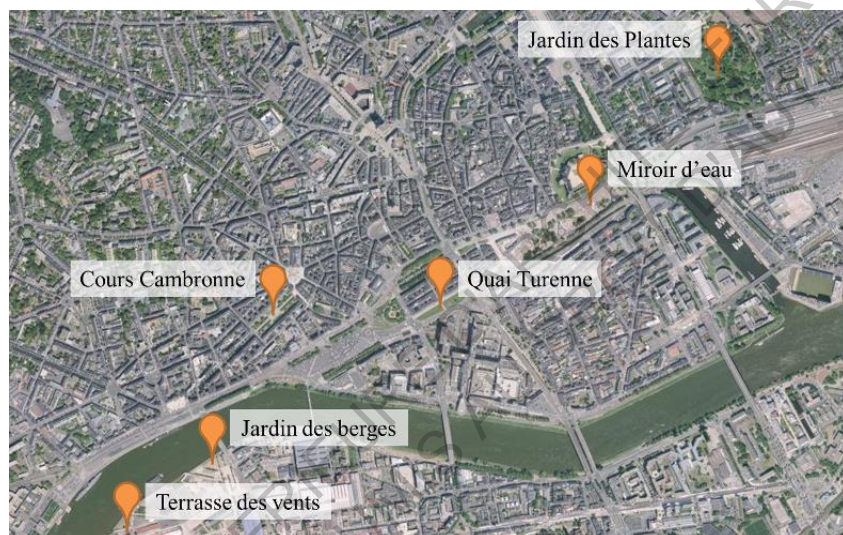 Jardin des Plantes
Miroir d'eau
Cours Cambronne
Quai Turenne
Jardin des berges
Terrasse des vents